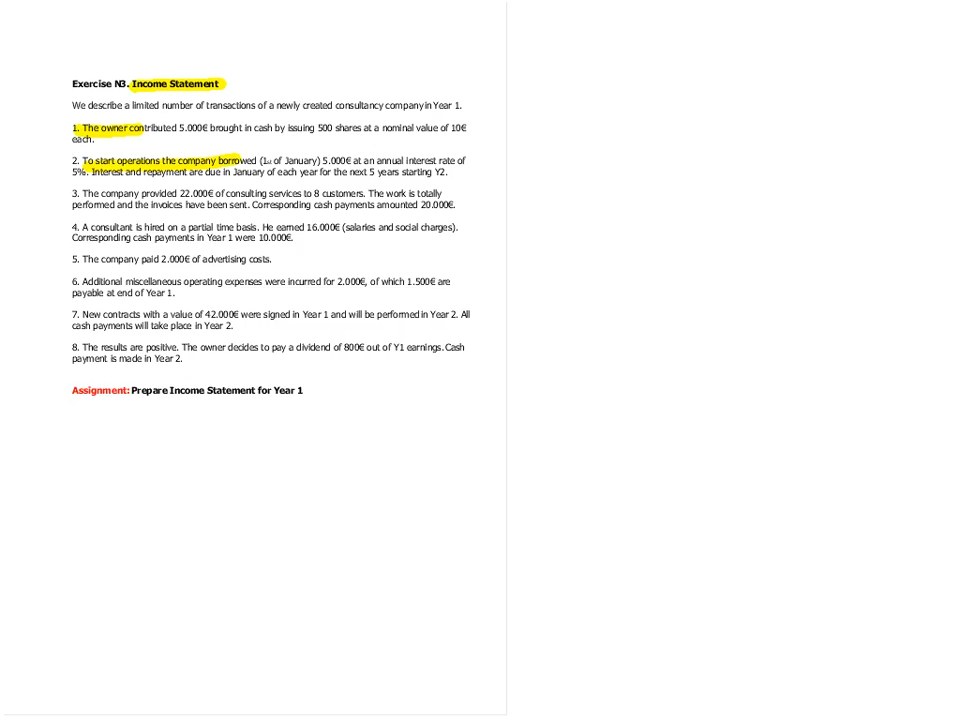 Exercise N3. Income Statement
We describe a limited number of transactions of a newly created consultancy company in Year 1.
1. The owner contributed 5.000€ brought in cash by issuing 500 shares at a nominal value of 10€
each.
2. To start operations the company borrowed (1st of January) 5.000€ at an annual interest rate of
5%. Interest and repayment are due in January of each year for the next 5 years starting Y2.
3. The company provided 22.000€ of consulting services to 8 customers. The work is totally
performed and the invoices have been sent. Corresponding cash payments amounted 20.000€.
4. A consultant is hired on a partial time basis. He earned 16.000€ (salaries and social charges).
Corresponding cash payments in Year 1 were 10.000€.
5. The company paid 2.000€ of advertising costs.
6. Additional miscellaneous operating expenses were incurred for 2.000€, of which 1.500€ are
payable at end of Year 1.
7. New contracts with a value of 42.000€ were signed in Year 1 and will be performed in Year 2. All
cash payments will take place in Year 2.
8. The results are positive. The owner decides to pay a dividend of 800€ out of Y1 earnings. Cash
payment is made in Year 2.
Assignment: Prepare Income Statement for Year 1